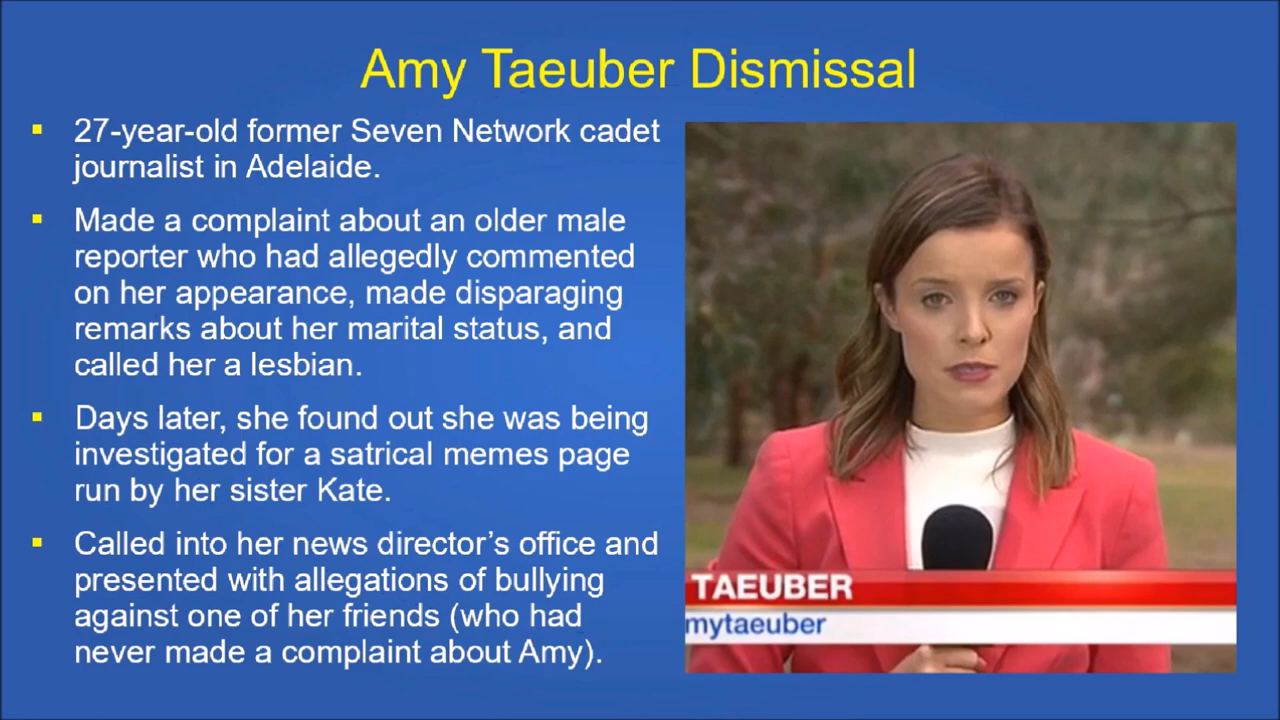 Amy Taeuber Dismissal
▪ 27-year-old former Seven Network cadet
journalist in Adelaide.
▪ Made a complaint about an older male
reporter who had allegedly commented
on her appearance, made disparaging
remarks about her marital status, and
called her a lesbian.
▪ Days later, she found out she was being
investigated for a satrical memes page
run by her sister Kate.
▪ Called into her news director’s office and
presented with allegations of bullying
against one of her friends (who had
never made a complaint about Amy).
TAEUBER
mytaeuber